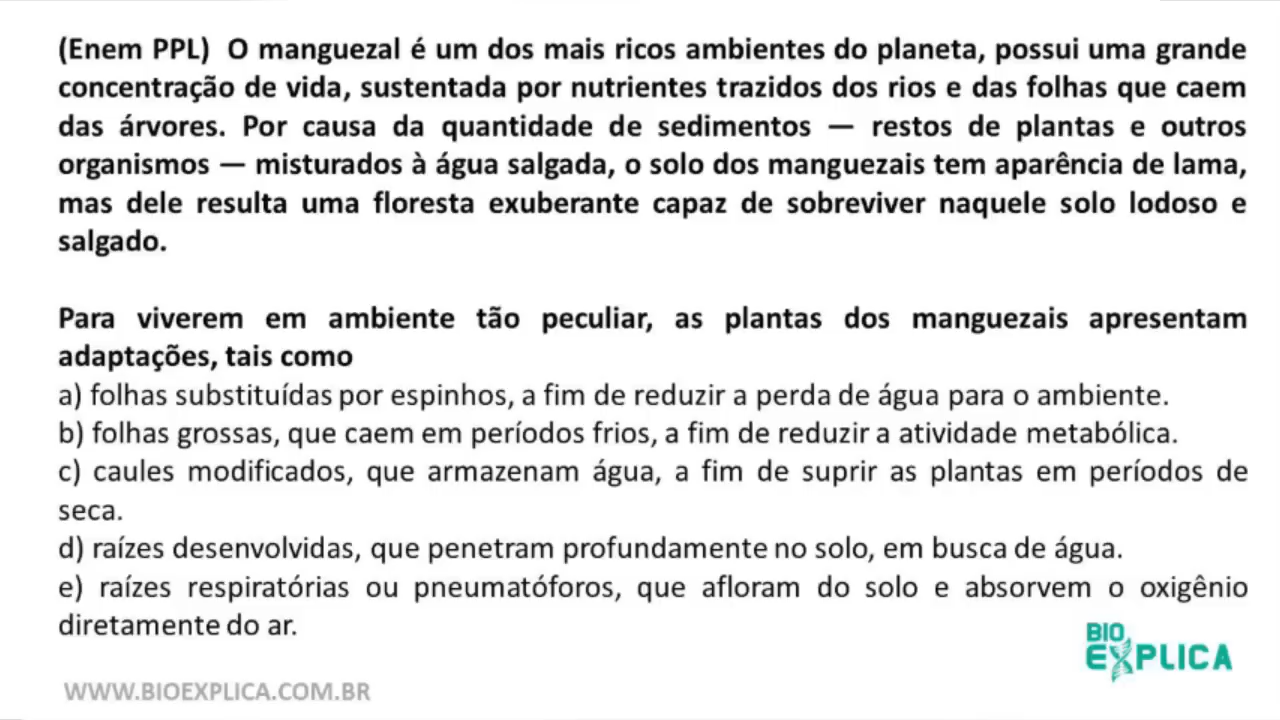 (Enem PPL) O manguezal é um dos mais ricos ambientes do planeta, possui uma grande
concentração de vida, sustentada por nutrientes trazidos dos rios e das folhas que caem
das árvores. Por causa da quantidade de sedimentos — restos de plantas e outros
organismos — misturados à água salgada, o solo dos manguezais tem aparência de lama,
mas dele resulta uma floresta exuberante capaz de sobreviver naquele solo lodoso e
salgado.
Para viverem em ambiente tão peculiar, as plantas dos manguezais apresentam
adaptações, tais como
a) folhas substituídas por espinhos, a fim de reduzir a perda de água para o ambiente.
b) folhas grossas, que caem em períodos frios, a fim de reduzir a atividade metabólica.
c) caules modificados, que armazenam água, a fim de suprir as plantas em períodos de
seca.
d) raízes desenvolvidas, que penetram profundamente no solo, em busca de água.
e) raízes respiratórias ou pneumatóforos, que afloram do solo e absorvem o oxigênio
diretamente do ar.
BIO
EXPLICA
WWW.BIOEXPLICA.COM.BR